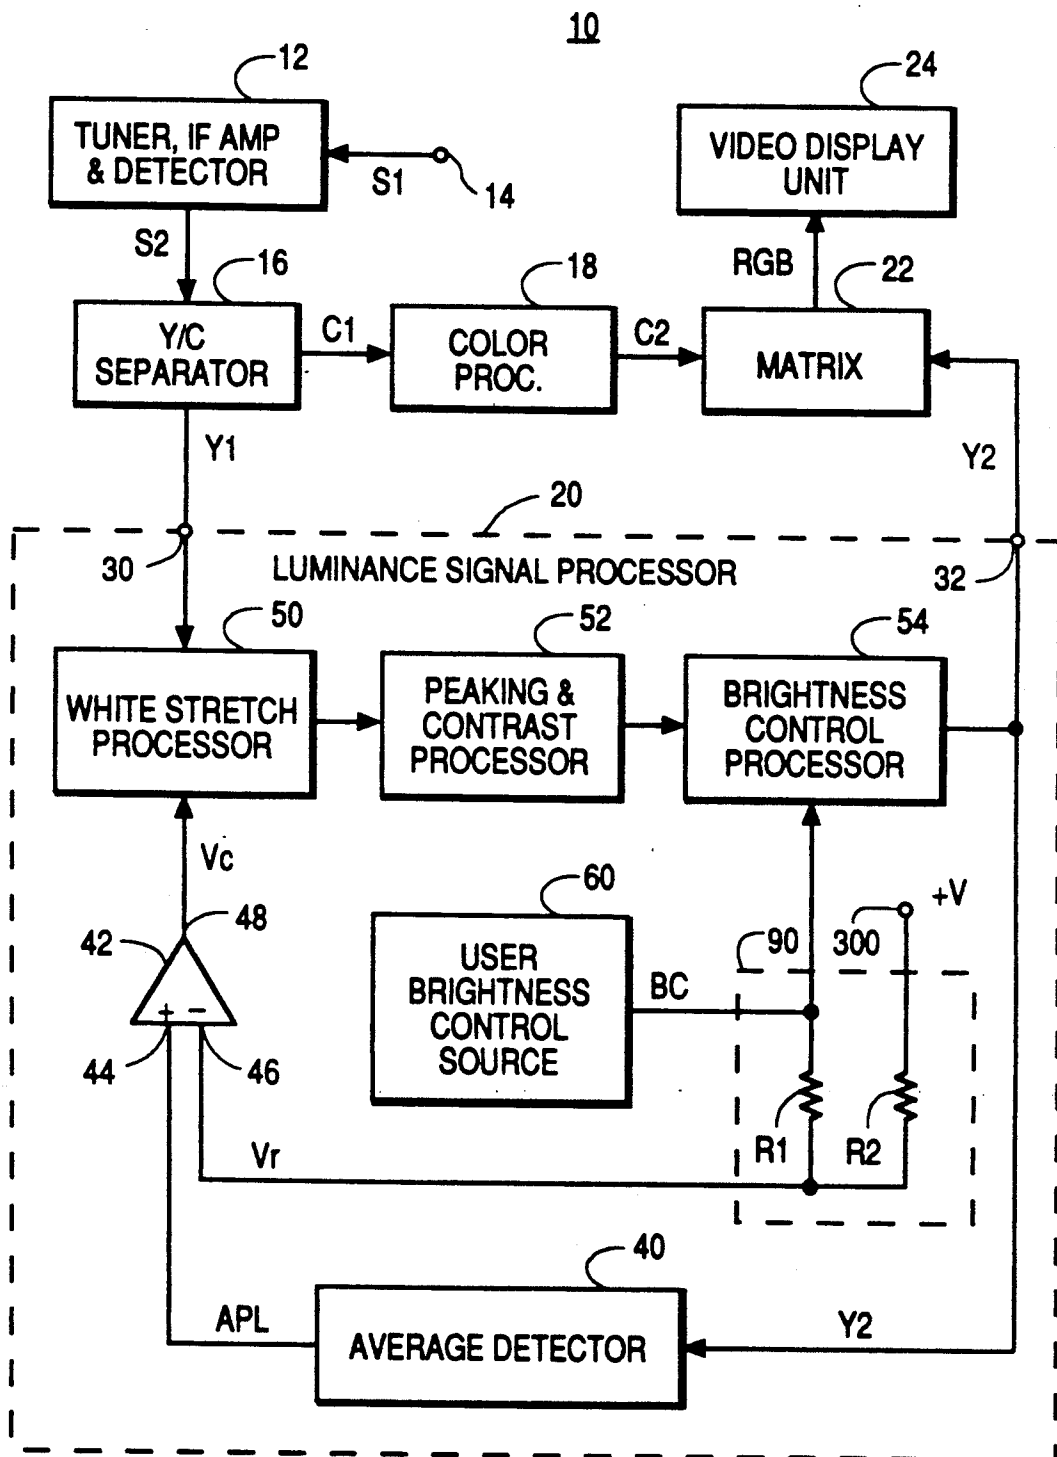 10
12
TUNER, IF AMP
& DETECTOR
S1
14
24
VIDEO DISPLAY
UNIT
S2
RGB
16
Y/C
SEPARATOR
C1
18
COLOR
PROC.
C2
22
MATRIX
Y1
Y2
20
30
LUMINANCE SIGNAL PROCESSOR
32
50
WHITE STRETCH
PROCESSOR
52
PEAKING &
CONTRAST
PROCESSOR
54
BRIGHTNESS
CONTROL
PROCESSOR
Vc
48
42
+
−
44
46
60
USER
BRIGHTNESS
CONTROL
SOURCE
BC
90
300
+V
R1
R2
Vr
40
AVERAGE DETECTOR
APL
Y2